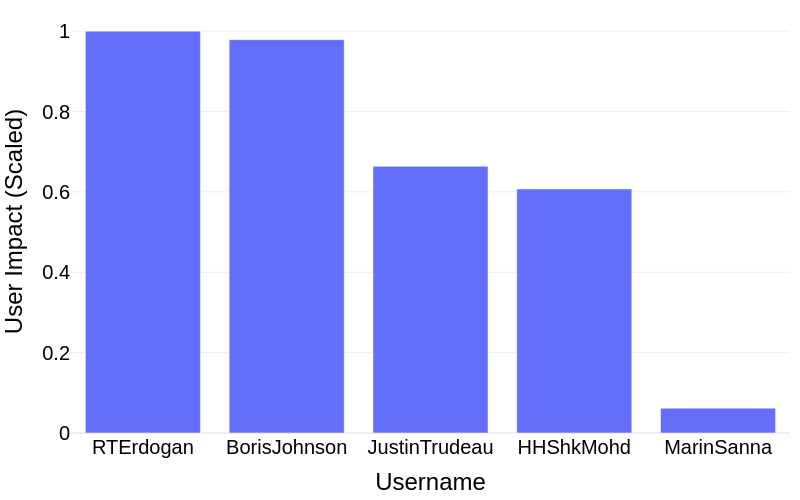 User Impact (Scaled)
1
0.8
0.6
0.4
0.2
0
RTErdogan
BorisJohnson
JustinTrudeau
HHShkMohd
MarinSanna
Username